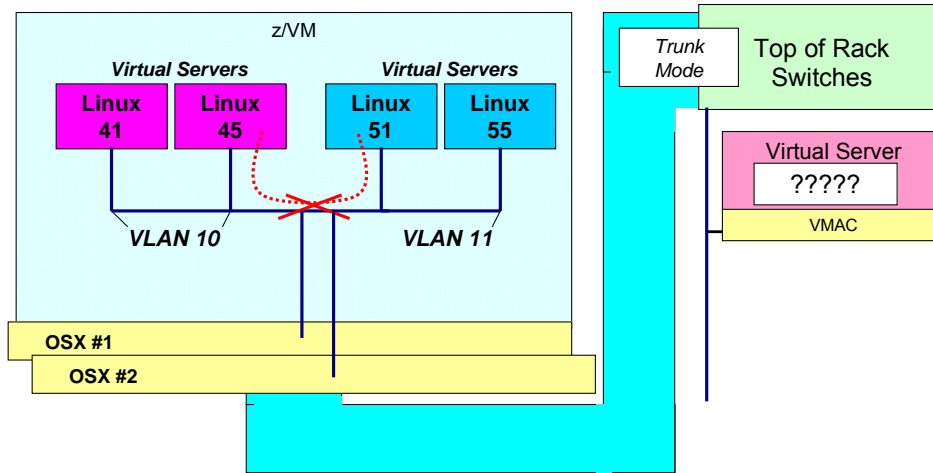 z/VM
Virtual Servers
Virtual Servers
Linux
41
Linux
45
Linux
51
Linux
55
VLAN 10
VLAN 11
OSX #1
OSX #2
Trunk
Mode
Top of Rack
Switches
Virtual Server
?????
VMAC